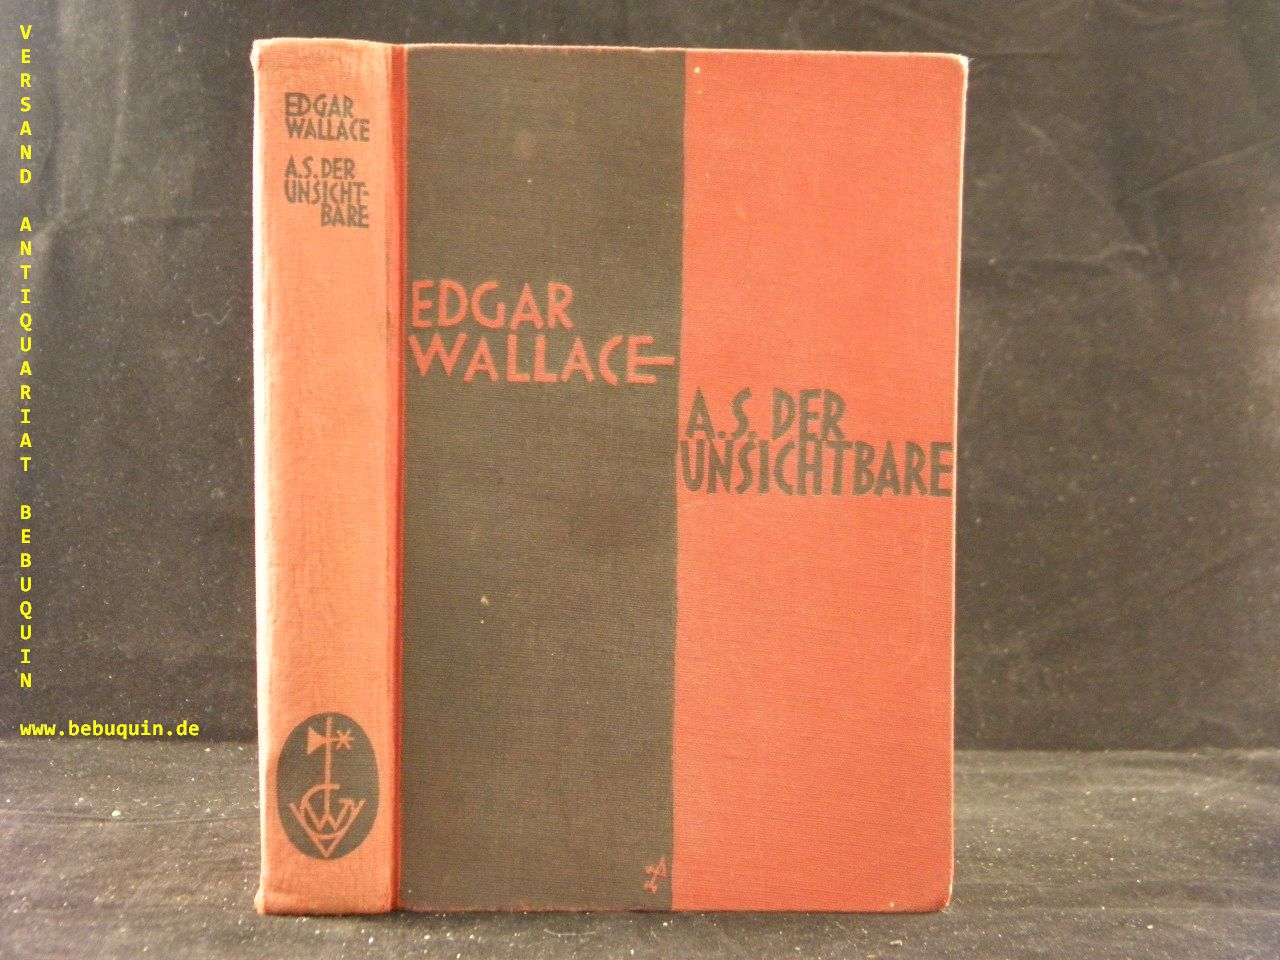 VERSAND ANTIQUARIAT BEBUQUIN
www.bebuquin.de
EDGAR
WALLACE
A.S. DER
UNSICHT-
BARE
EDGAR
WALLACE
A.S. DER
UNSICHTBARE